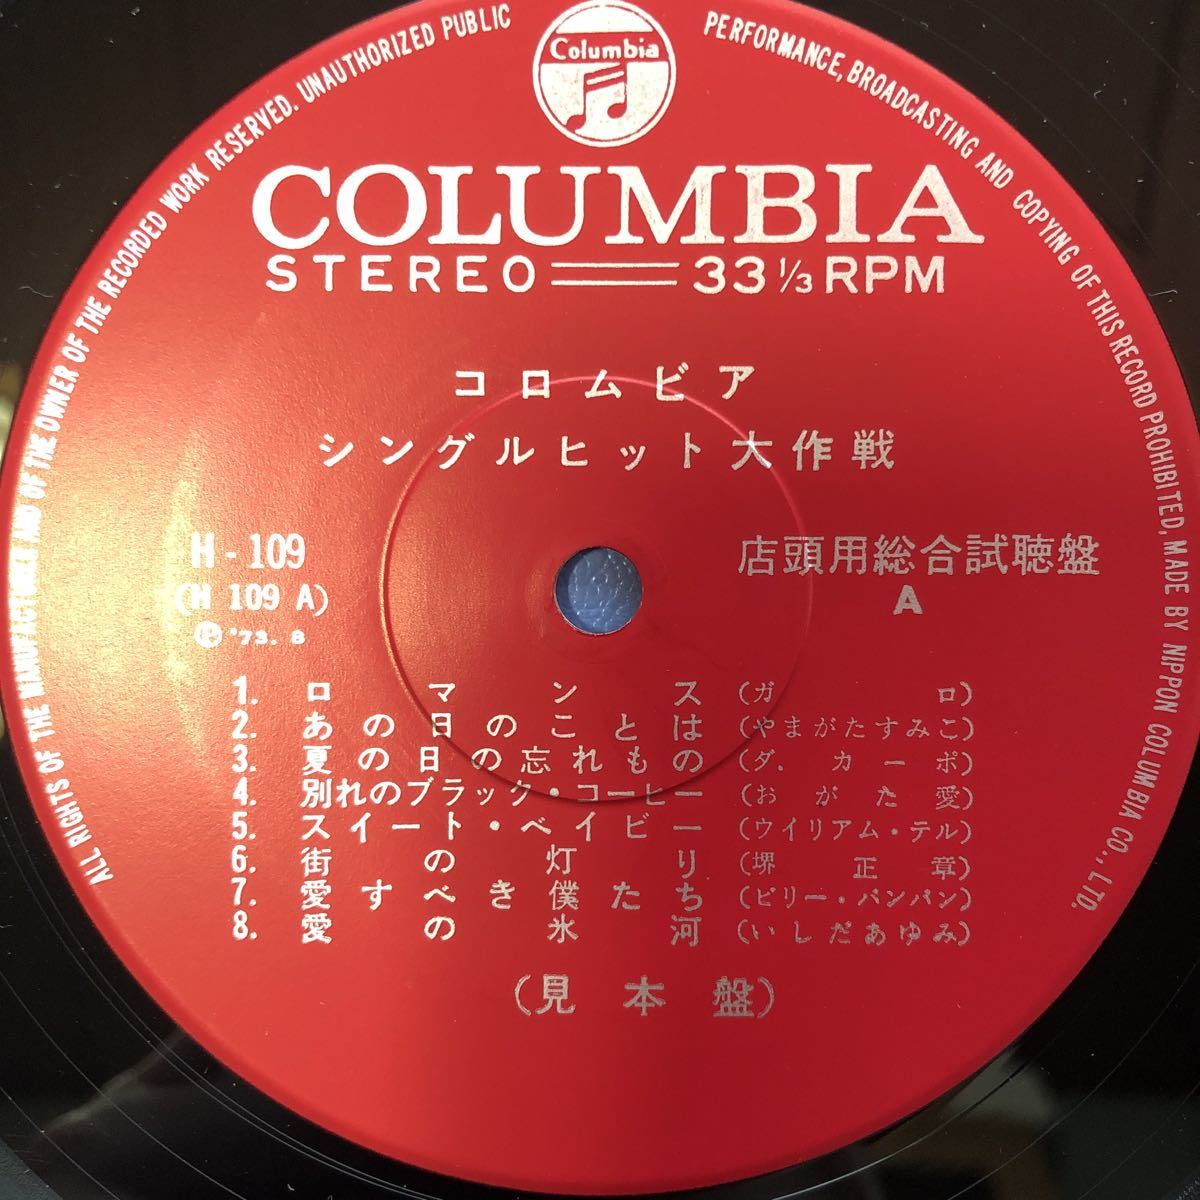 ALL RIGHTS OF THE MANUFACTURER AND OF THE OWNER OF THE RECORDED WORK RESERVED. UNAUTHORIZED PUBLIC PERFORMANCE, BROADCASTING AND COPYING OF THIS RECORD PROHIBITED, MADE BY NIPPON COLUMBIA CO., LTD.
Columbia
COLUMBIA
STEREO 33 1/3 RPM
コロムビア
シングルヒット大作戦
H-109
(H 109 A)
℗ '73. 8
店頭用総合試聴盤
A
1. ロマンス (ガロ)
2. あの日のことは (やまがたすみこ)
3. 夏の日の忘れもの (ダ.カーポ)
4. 別れのブラック・コーヒー (おがた愛)
5. スイート・ベイビー (ウイリアム・テル)
6. 街の灯り (堺正章)
7. 愛すべき僕たち (ビリー・バンバン)
8. 愛の氷河 (いしだあゆみ)
(見本盤)